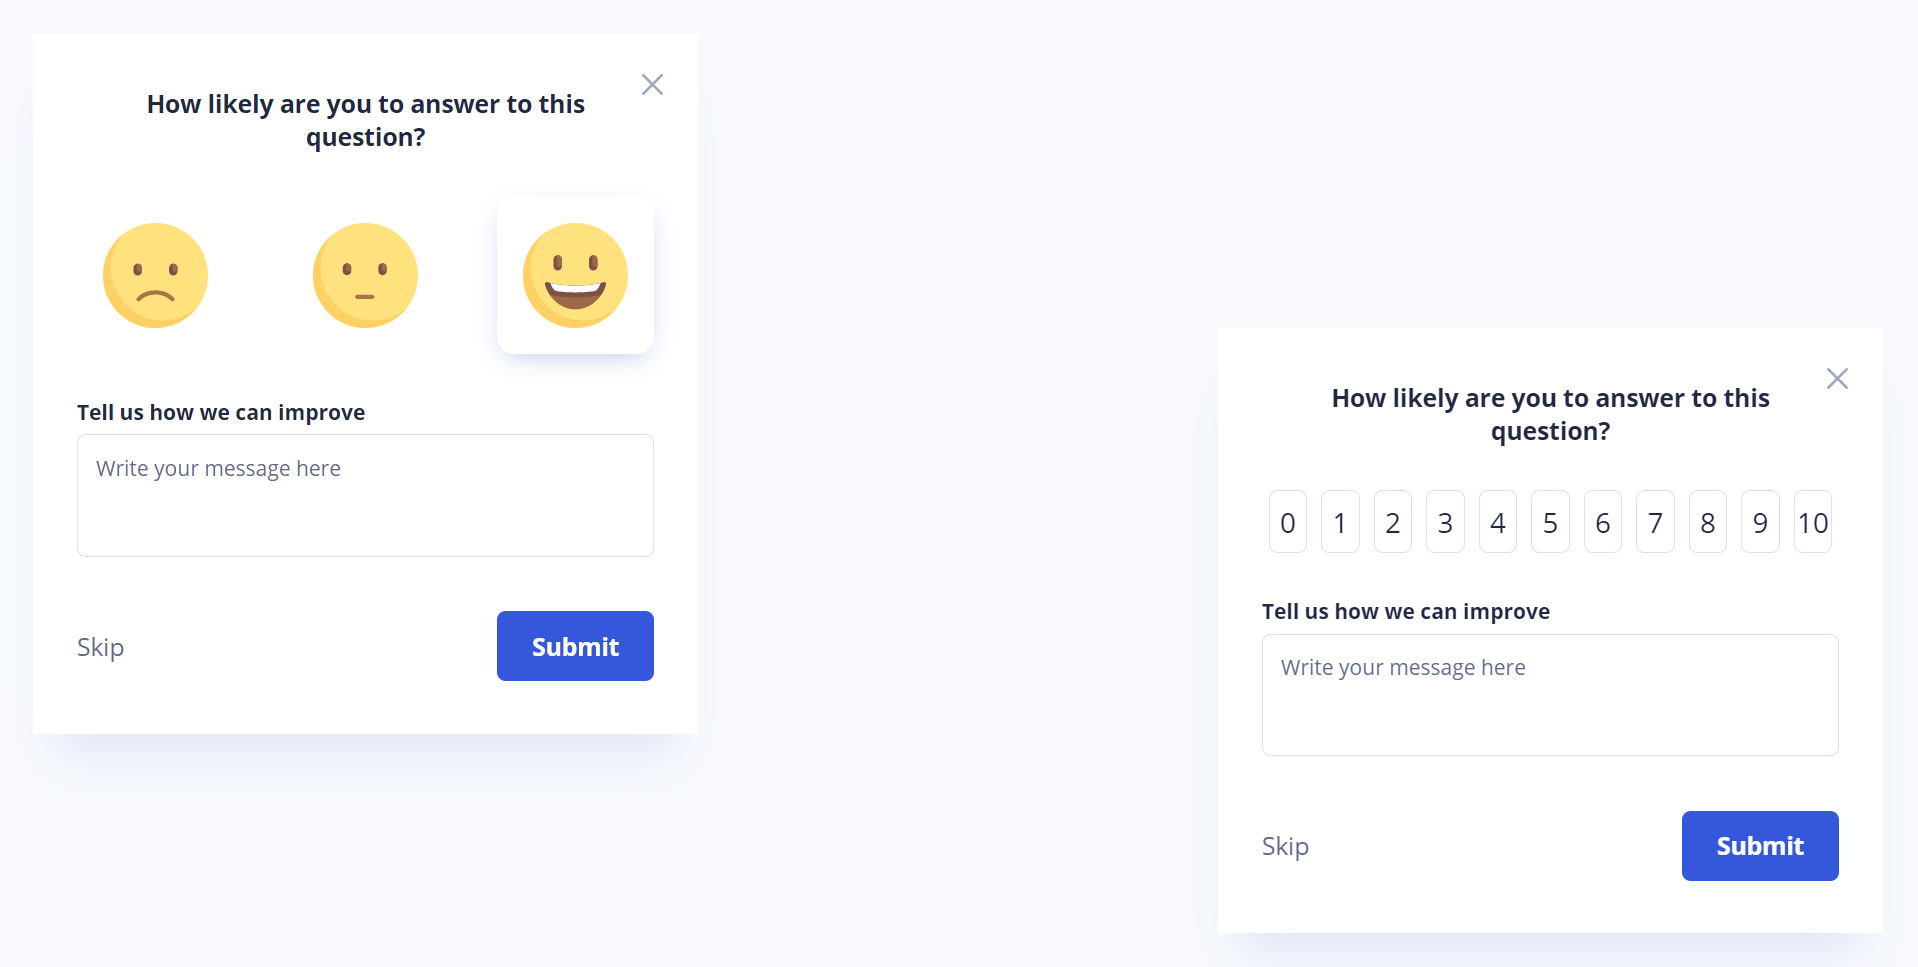 How likely are you to answer to this
question?
Tell us how we can improve
Write your message here
Skip
Submit
How likely are you to answer to this
question?
0 1 2 3 4 5 6 7 8 9 10
Tell us how we can improve
Write your message here
Skip
Submit